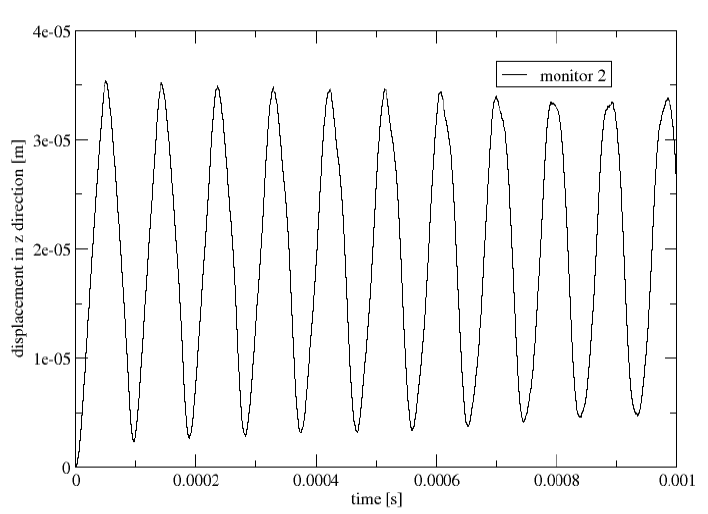 4e-05
monitor 2
3e-05
displacement in z direction [m]
2e-05
1e-05
0
0 0.0002 0.0004 0.0006 0.0008 0.001
time [s]